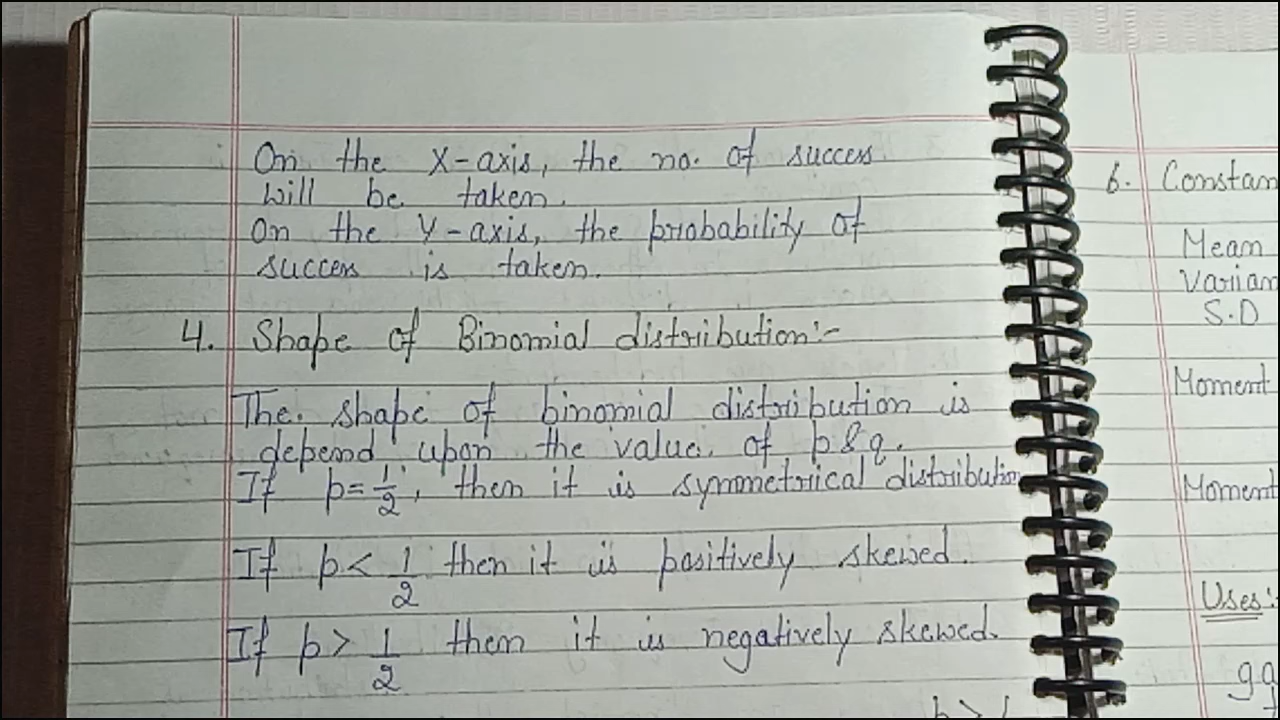 On the X-axis, the no. of success
will be taken.
On the Y-axis, the probability of
success is taken.
4. Shape of Binomial distribution:-
The shape of binomial distribution is
depend upon the value of p & q.
If p = 1/2, then it is symmetrical distribution
If p < 1/2 then it is positively skewed.
If p > 1/2 then it is negatively skewed.
6. Constan
Mean
Varian
S.D
Moment
Moment
Uses: